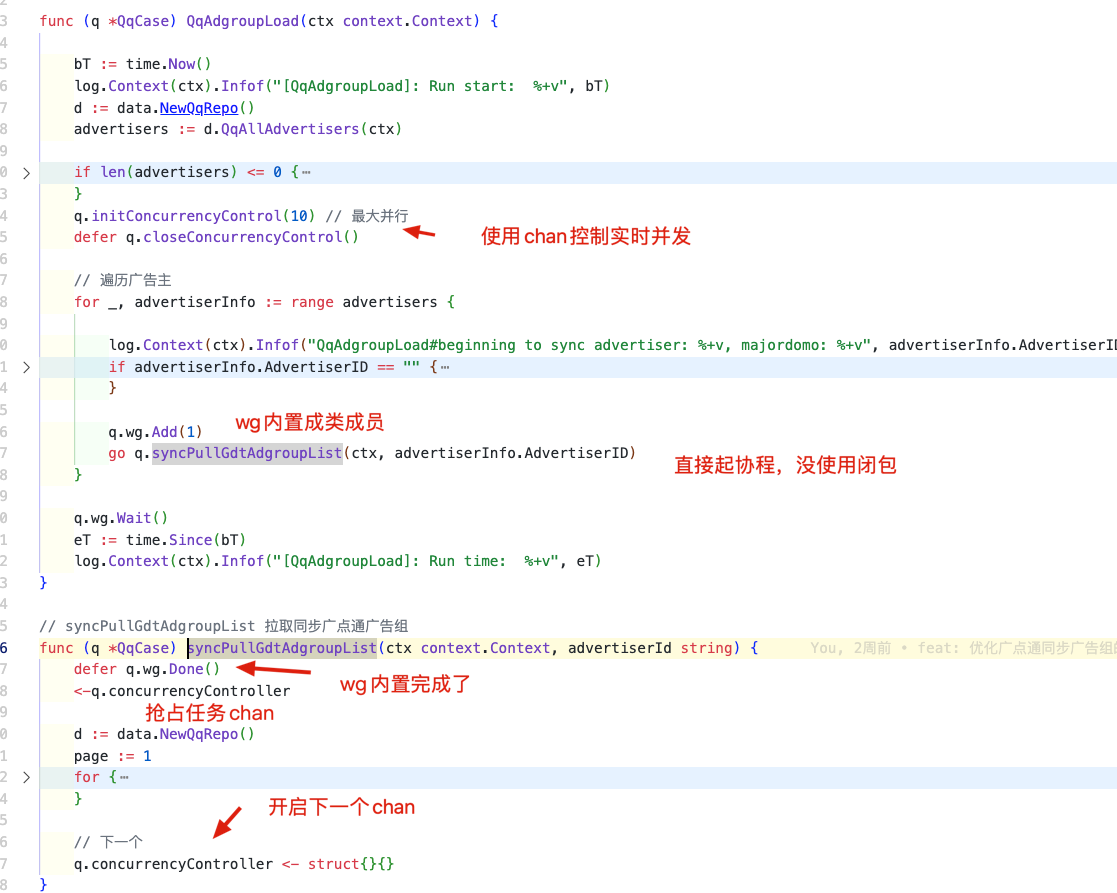 3 func (q *QqCase) QqAdgroupLoad(ctx context.Context) {
4
5 bT := time.Now()
6 log.Context(ctx).Infof("[QqAdgroupLoad]: Run start:  %+v", bT)
7 d := data.NewQqRepo()
8 advertisers := d.QqAllAdvertisers(ctx)
9
0 if len(advertisers) <= 0 {⋯
3 }
4 q.initConcurrencyControl(10) // 最大并行
5 defer q.closeConcurrencyControl()
使用chan控制实时并发
6
7 // 遍历广告主
8 for _, advertiserInfo := range advertisers {
9
0 log.Context(ctx).Infof("QqAdgroupLoad#beginning to sync advertiser: %+v, majordomo: %+v", advertiserInfo.AdvertiserID
1 if advertiserInfo.AdvertiserID == "" {⋯
4 }
5
wg内置成类成员
6 q.wg.Add(1)
7 go q.syncPullGdtAdgroupList(ctx, advertiserInfo.AdvertiserID)
直接起协程，没使用闭包
8 }
9
0 q.wg.Wait()
1 eT := time.Since(bT)
2 log.Context(ctx).Infof("[QqAdgroupLoad]: Run time:  %+v", eT)
3 }
4
5 // syncPullGdtAdgroupList 拉取同步广点通广告组
6 func (q *QqCase) syncPullGdtAdgroupList(ctx context.Context, advertiserId string) { You, 2周前 • feat: 优化广点通同步广告组
7 defer q.wg.Done()
wg内置完成了
8 <-q.concurrencyController
抢占任务chan
9
0 d := data.NewQqRepo()
1 page := 1
2 for {⋯
4 }
开启下一个chan
5
6 // 下一个
7 q.concurrencyController <- struct{}{}
8 }